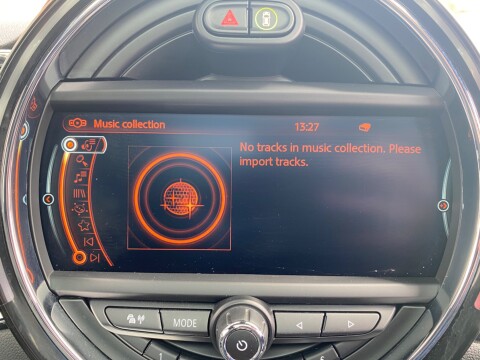 Music collection 13:27
No tracks in music collection. Please
import tracks.
MODE